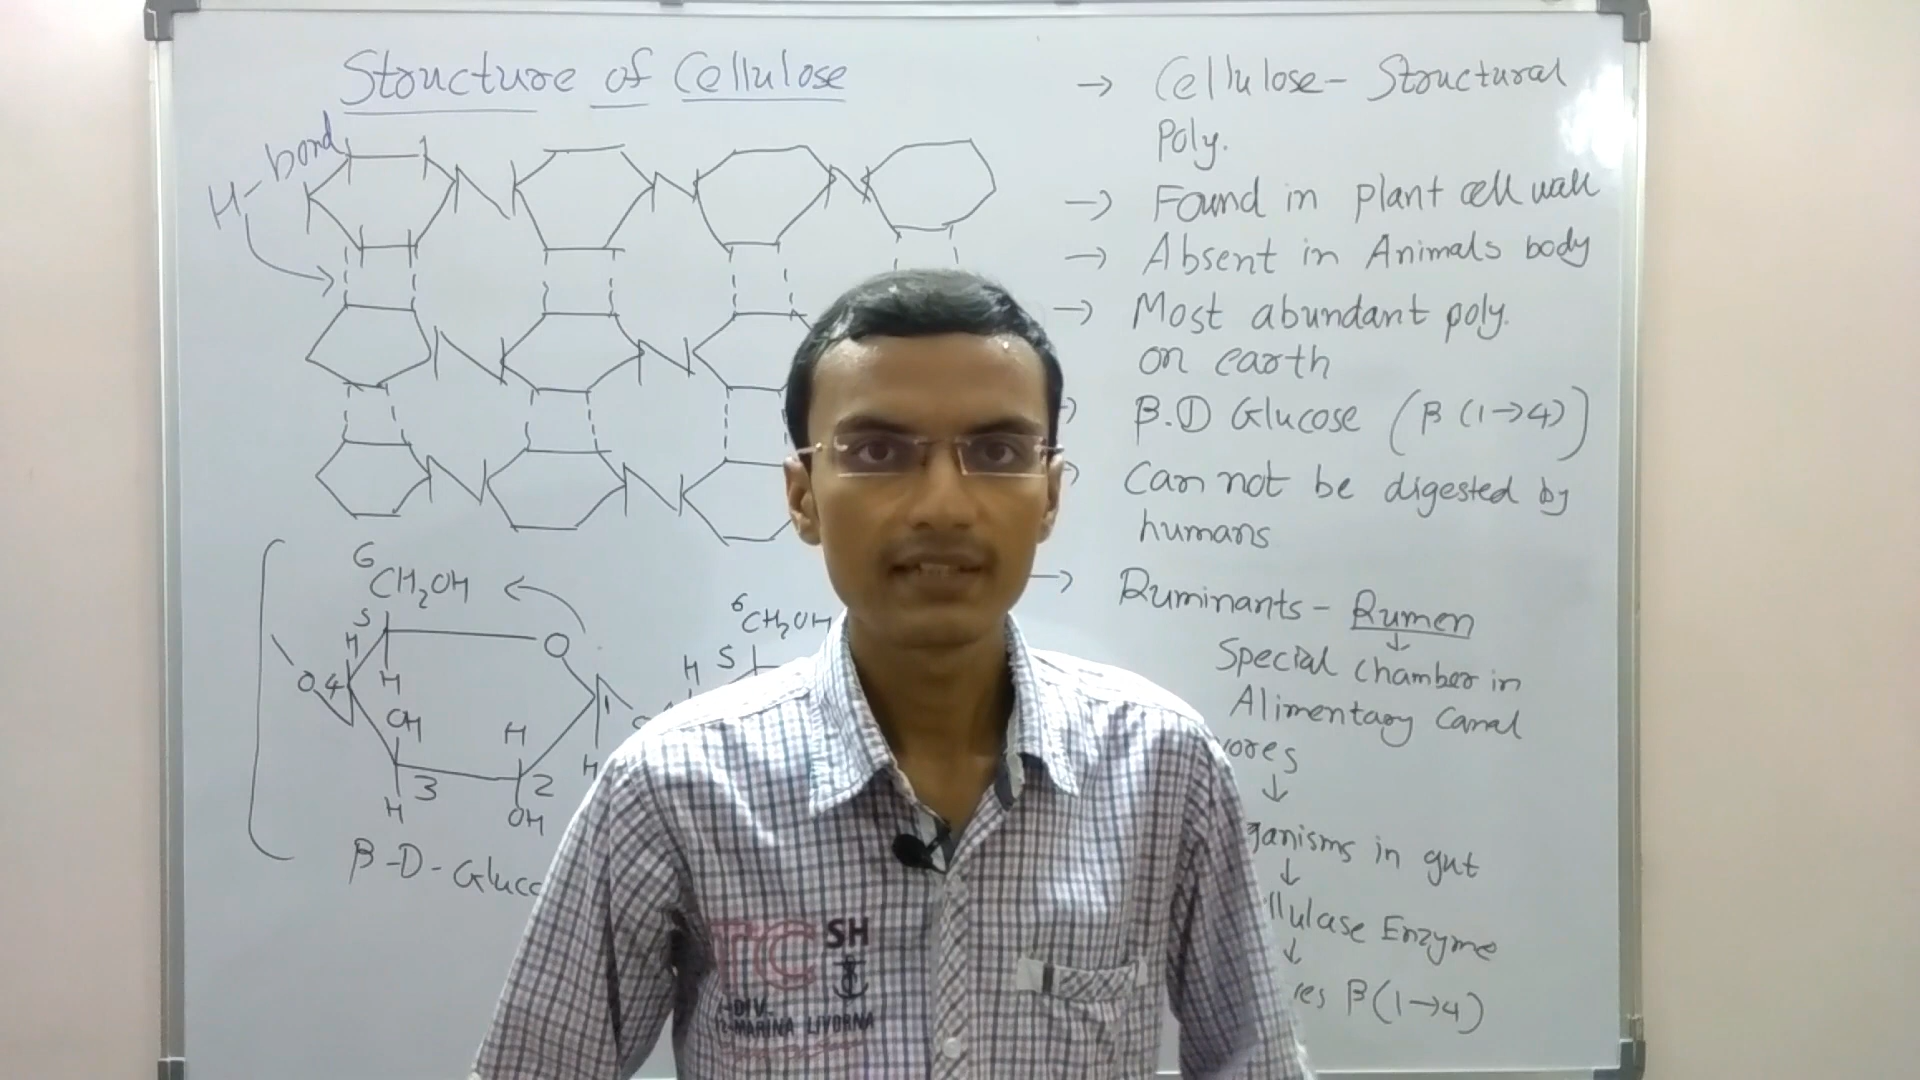 Structure of Cellulose
H-bond
6
CH₂OH
5
H
H
O
O
4
1
OH
H
H
3
2
H
OH
β-D-Gluco
6
CH₂OH
H
5
→ Cellulose - Structural
Poly.
→ Found in plant cell wall
→ Absent in Animals body
→ Most abundant poly.
on earth
β.D Glucose (β (1→4))
Can not be digested by
humans
→ Ruminants - Rumen
↓
Special chamber in
Alimentary Canal
vores
↓
ganisms in gut
↓
llulase Enzyme
↓
res β(1→4)
TC SH
MARINA LIVORNA